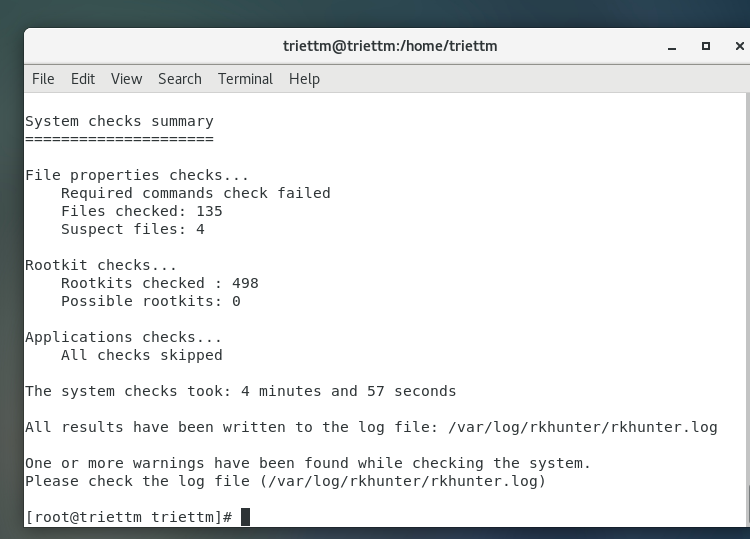 triettm@triettm:/home/triettm
File Edit View Search Terminal Help
System checks summary
=====================
File properties checks...
Required commands check failed
Files checked: 135
Suspect files: 4
Rootkit checks...
Rootkits checked : 498
Possible rootkits: 0
Applications checks...
All checks skipped
The system checks took: 4 minutes and 57 seconds
All results have been written to the log file: /var/log/rkhunter/rkhunter.log
One or more warnings have been found while checking the system.
Please check the log file (/var/log/rkhunter/rkhunter.log)
[root@triettm triettm]#